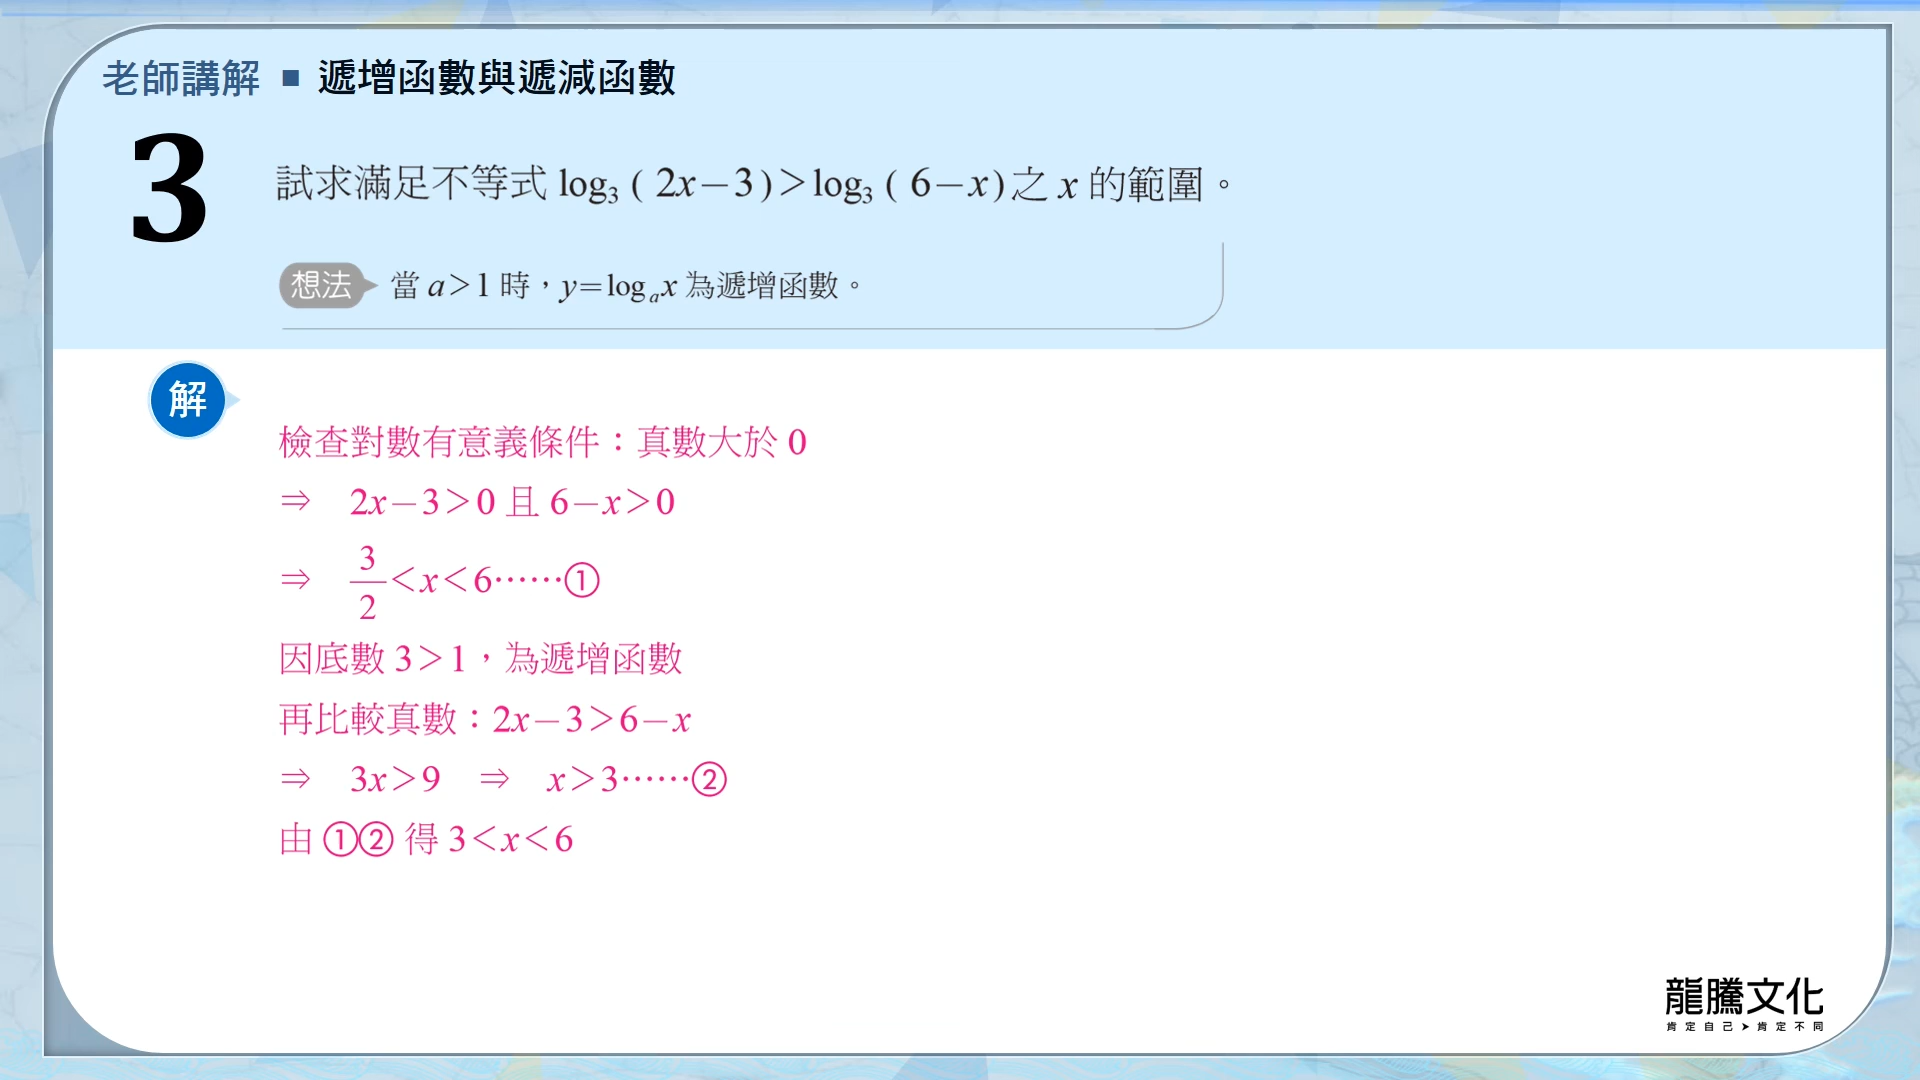 老師講解 ■ 遞增函數與遞減函數
3
試求滿足不等式 log₃ ( 2x－3)＞log₃ ( 6－x)之 x 的範圍。
想法 當 a＞1 時，y＝logₐx 為遞增函數。
解
檢查對數有意義條件：真數大於 0
⇒ 2x－3＞0 且 6－x＞0
⇒ 3/2＜x＜6……①
因底數 3＞1，為遞增函數
再比較真數：2x－3＞6－x
⇒ 3x＞9 ⇒ x＞3……②
由 ①② 得 3＜x＜6
龍騰文化
肯定自己➤肯定不同